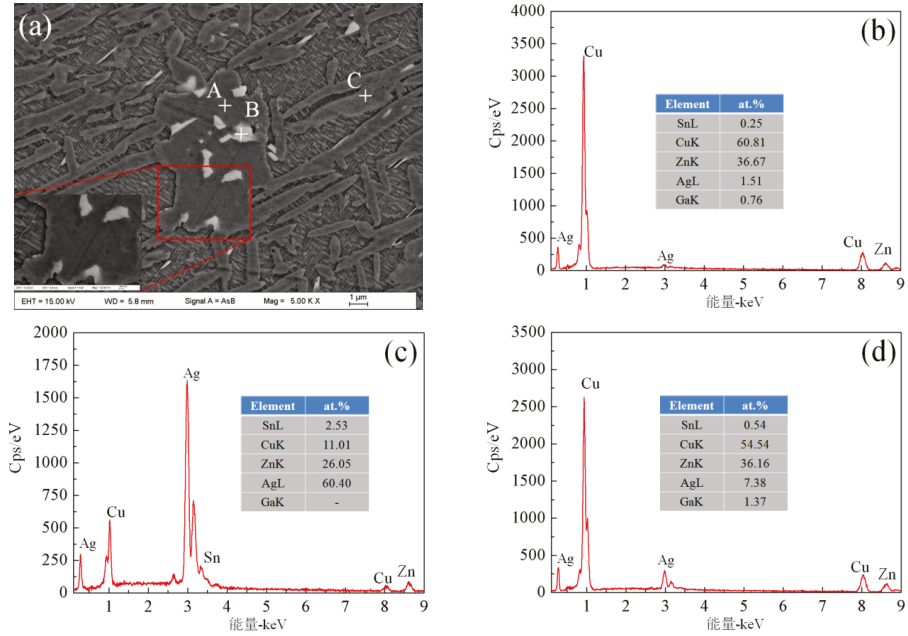 (a)
A
B
C
EHT = 15.00 kV WD = 5.8 mm Signal A = AsB Mag = 5.00 K X 1 μm
(b)
Cps/eV
4000
3500
3000
2500
2000
1500
1000
500
0
Cu
Element at.%
SnL 0.25
CuK 60.81
ZnK 36.67
AgL 1.51
GaK 0.76
Ag
Ag
Cu
Zn
1 2 3 4 5 6 7 8 9
能量-keV
(c)
Cps/eV
2000
1750
1500
1250
1000
750
500
250
0
Ag
Element at.%
SnL 2.53
CuK 11.01
ZnK 26.05
AgL 60.40
GaK -
Cu
Ag
Sn
Cu
Zn
1 2 3 4 5 6 7 8 9
能量-keV
(d)
Cps/eV
3500
3000
2500
2000
1500
1000
500
0
Cu
Element at.%
SnL 0.54
CuK 54.54
ZnK 36.16
AgL 7.38
GaK 1.37
Ag
Ag
Cu
Zn
1 2 3 4 5 6 7 8 9
能量-keV